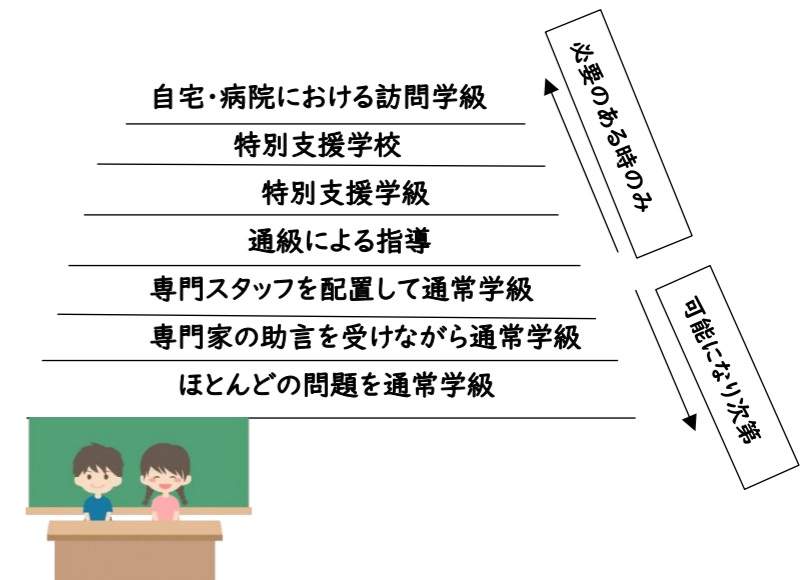 自宅・病院における訪問学級
特別支援学校
特別支援学級
通級による指導
専門スタッフを配置して通常学級
専門家の助言を受けながら通常学級
ほとんどの問題を通常学級
必要のある時のみ
可能になり次第